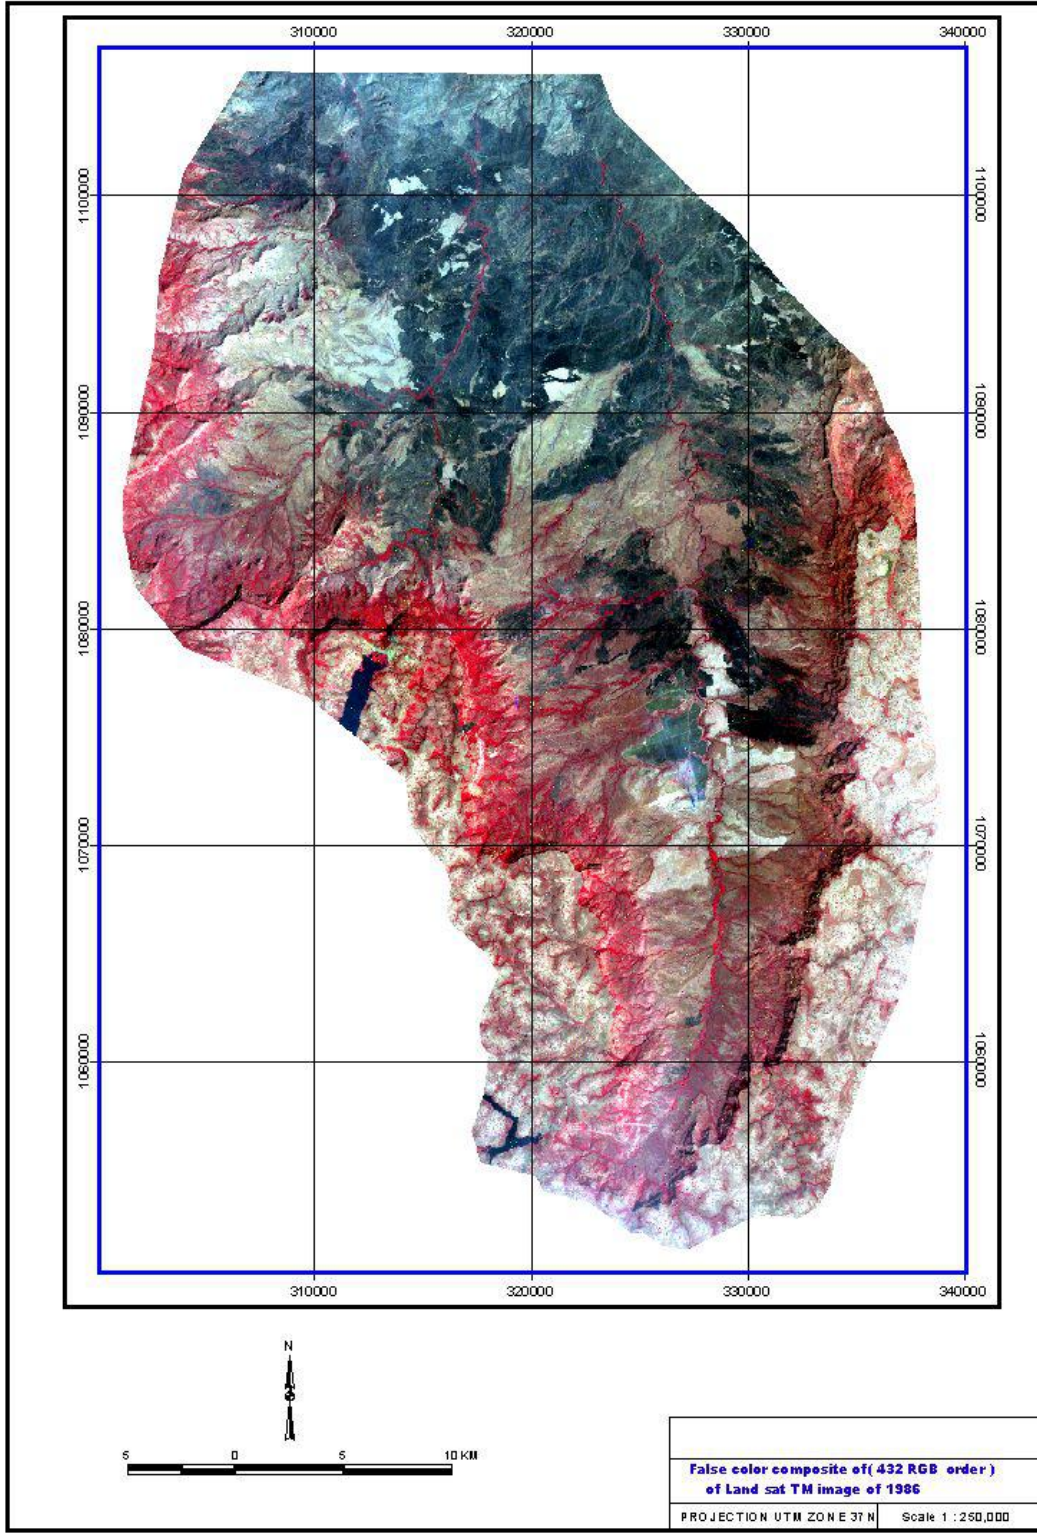 310000 320000 330000 340000
1100000 1100000
1090000 1090000
1080000 1080000
1070000 1070000
1060000 1060000
310000 320000 330000 340000
N
5 0 5 10 KM
False color composite of( 432 RGB order )
of Land sat TM image of 1986
PROJECTION UTM ZONE 37 N
Scale 1 : 250,000